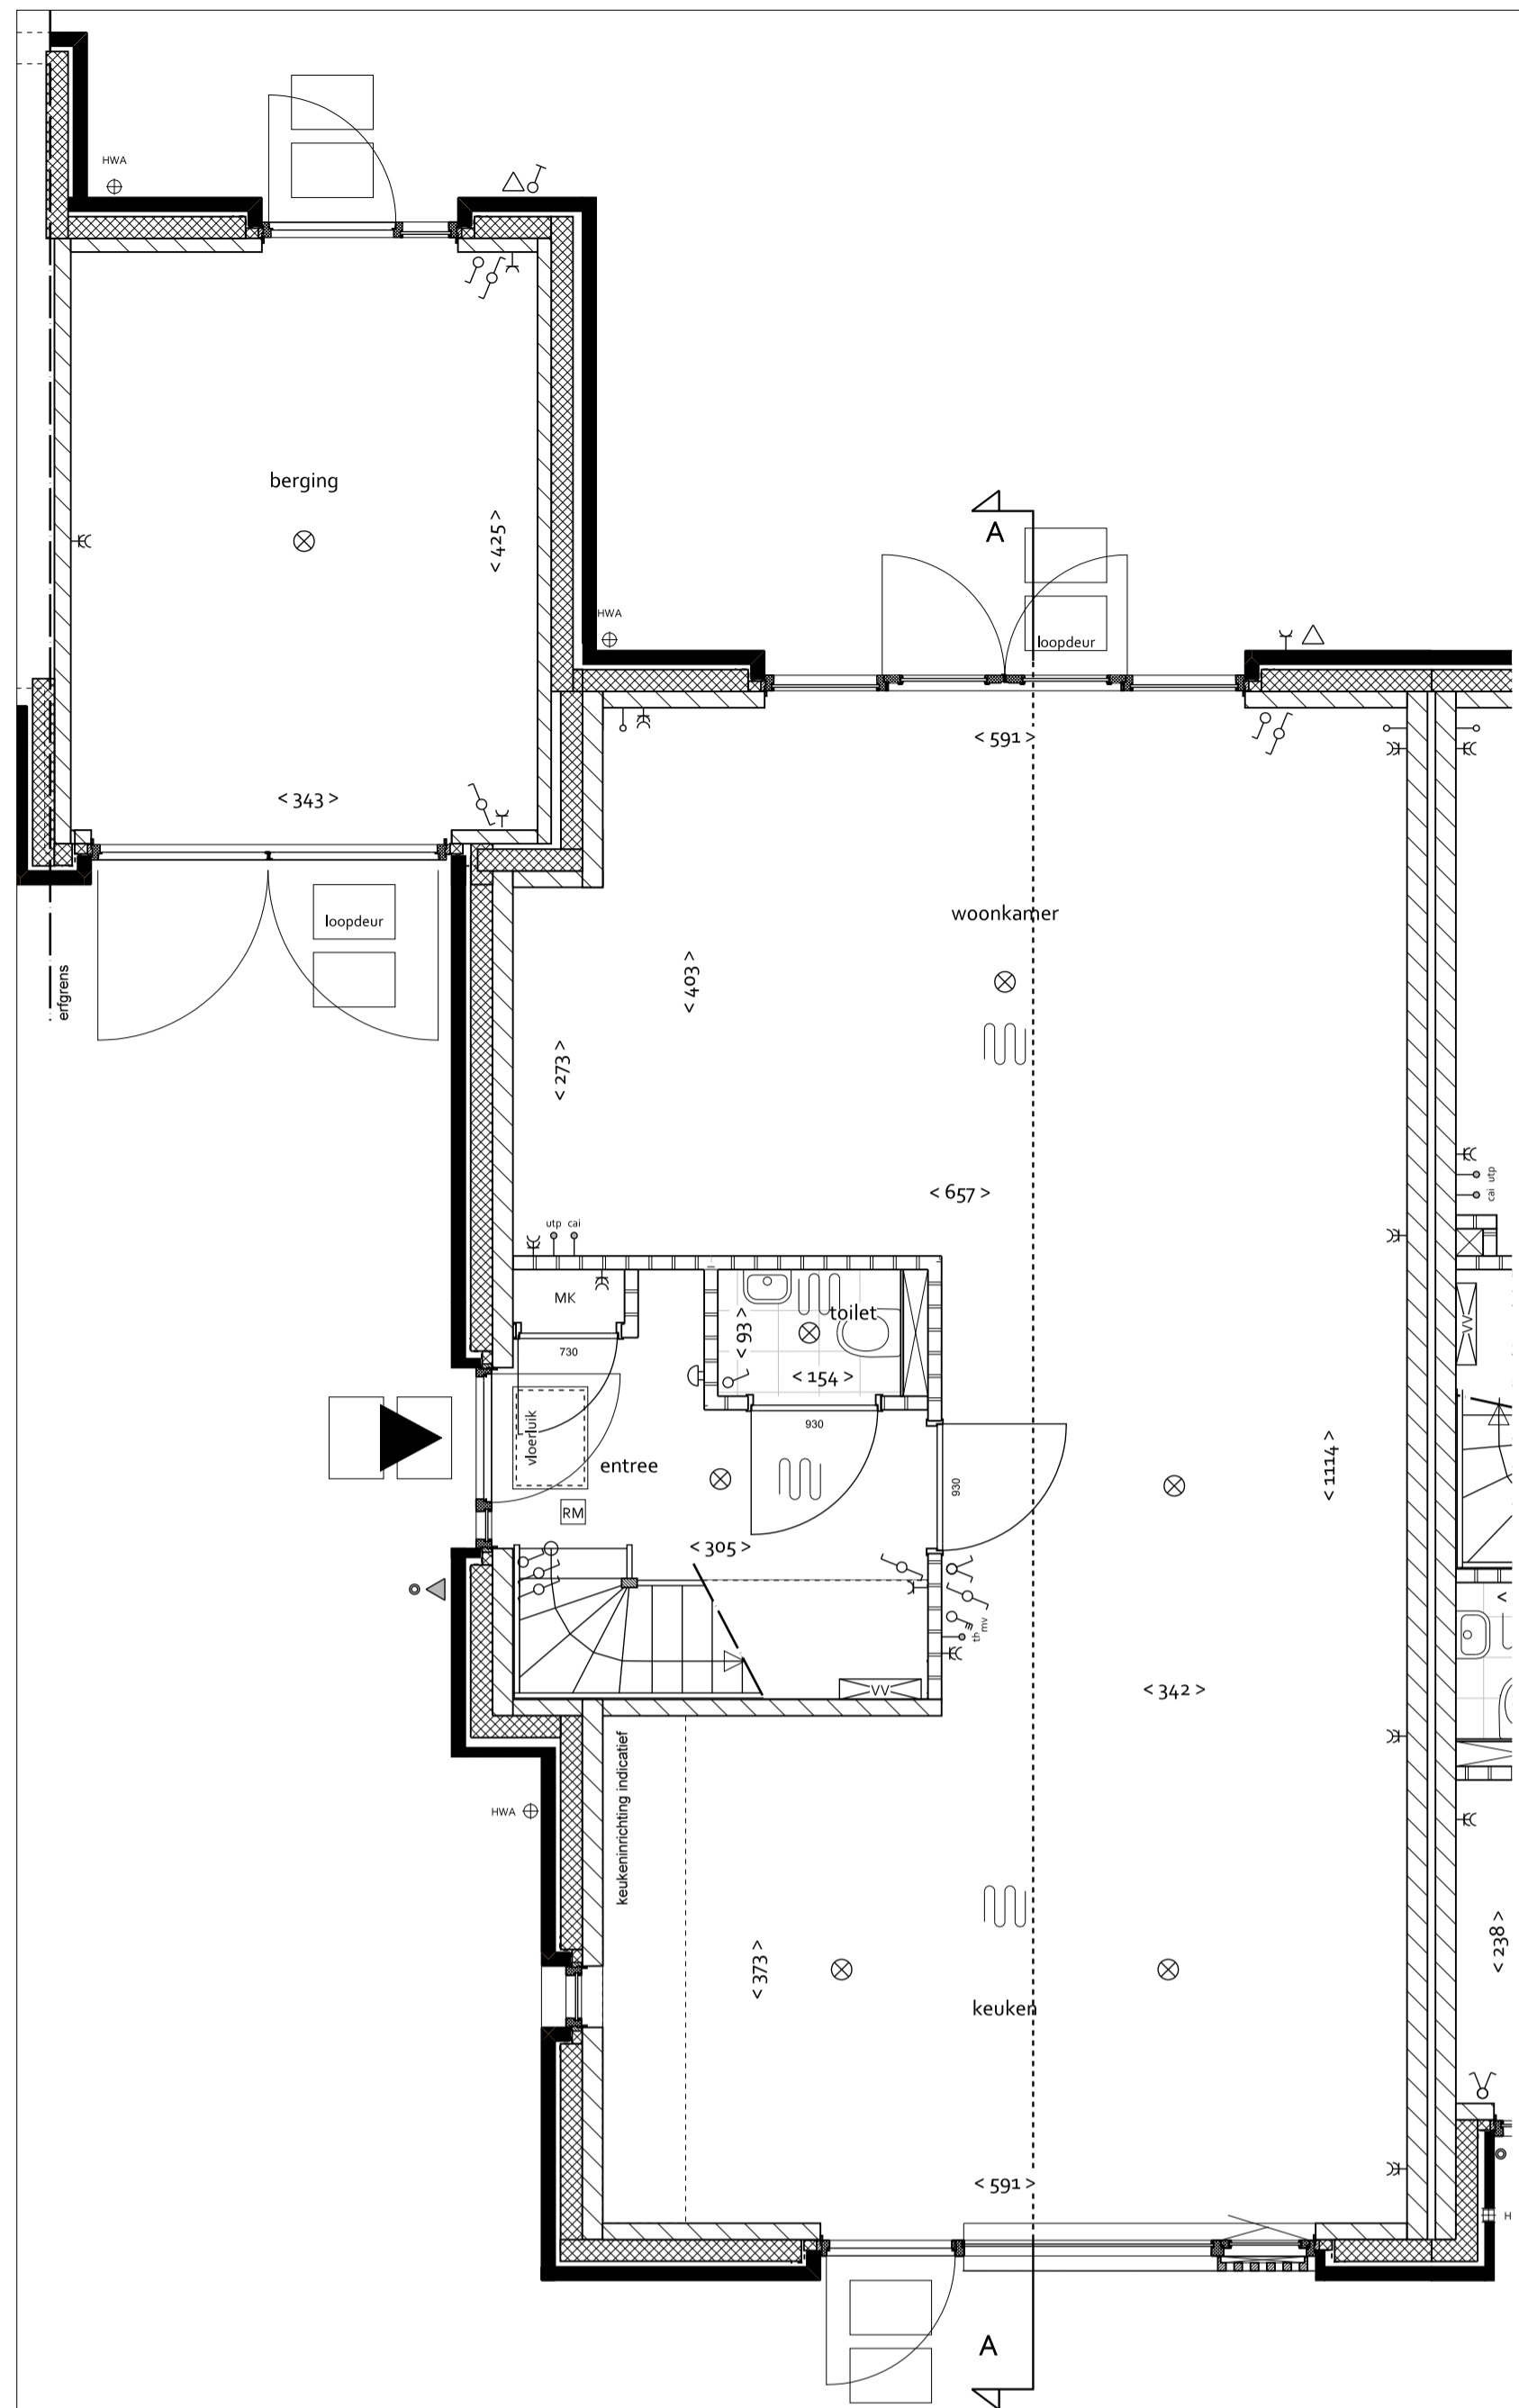 HWA
berging
< 425 >
A
HWA
loopdeur
< 591 >
< 343 >
loopdeur
woonkamer
erfgrens
< 403 >
< 273 >
< 657 >
utp
cai
utp
cai
MK
toilet
< 93 >
VV
730
< 154 >
vloerluik
930
entree
930
< 1114 >
RM
< 305 >
<
th
mv
VV
< 342 >
keukeninrichting indicatief
HWA
< 373 >
< 238 >
keuken
< 591 >
H
A